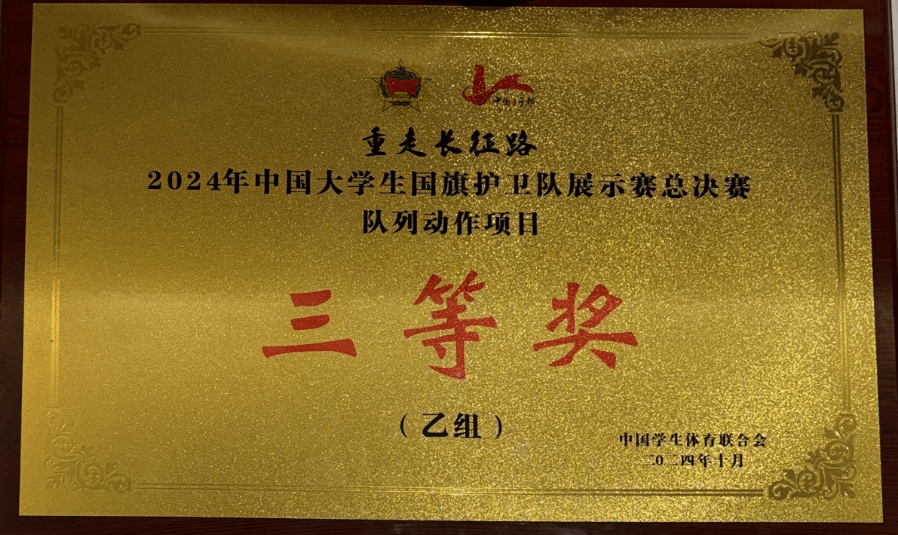 重走长征路
2024年中国大学生国旗护卫队展示赛总决赛
队列动作项目
三等奖
（乙组）
中国学生体育联合会
二〇二四年十月